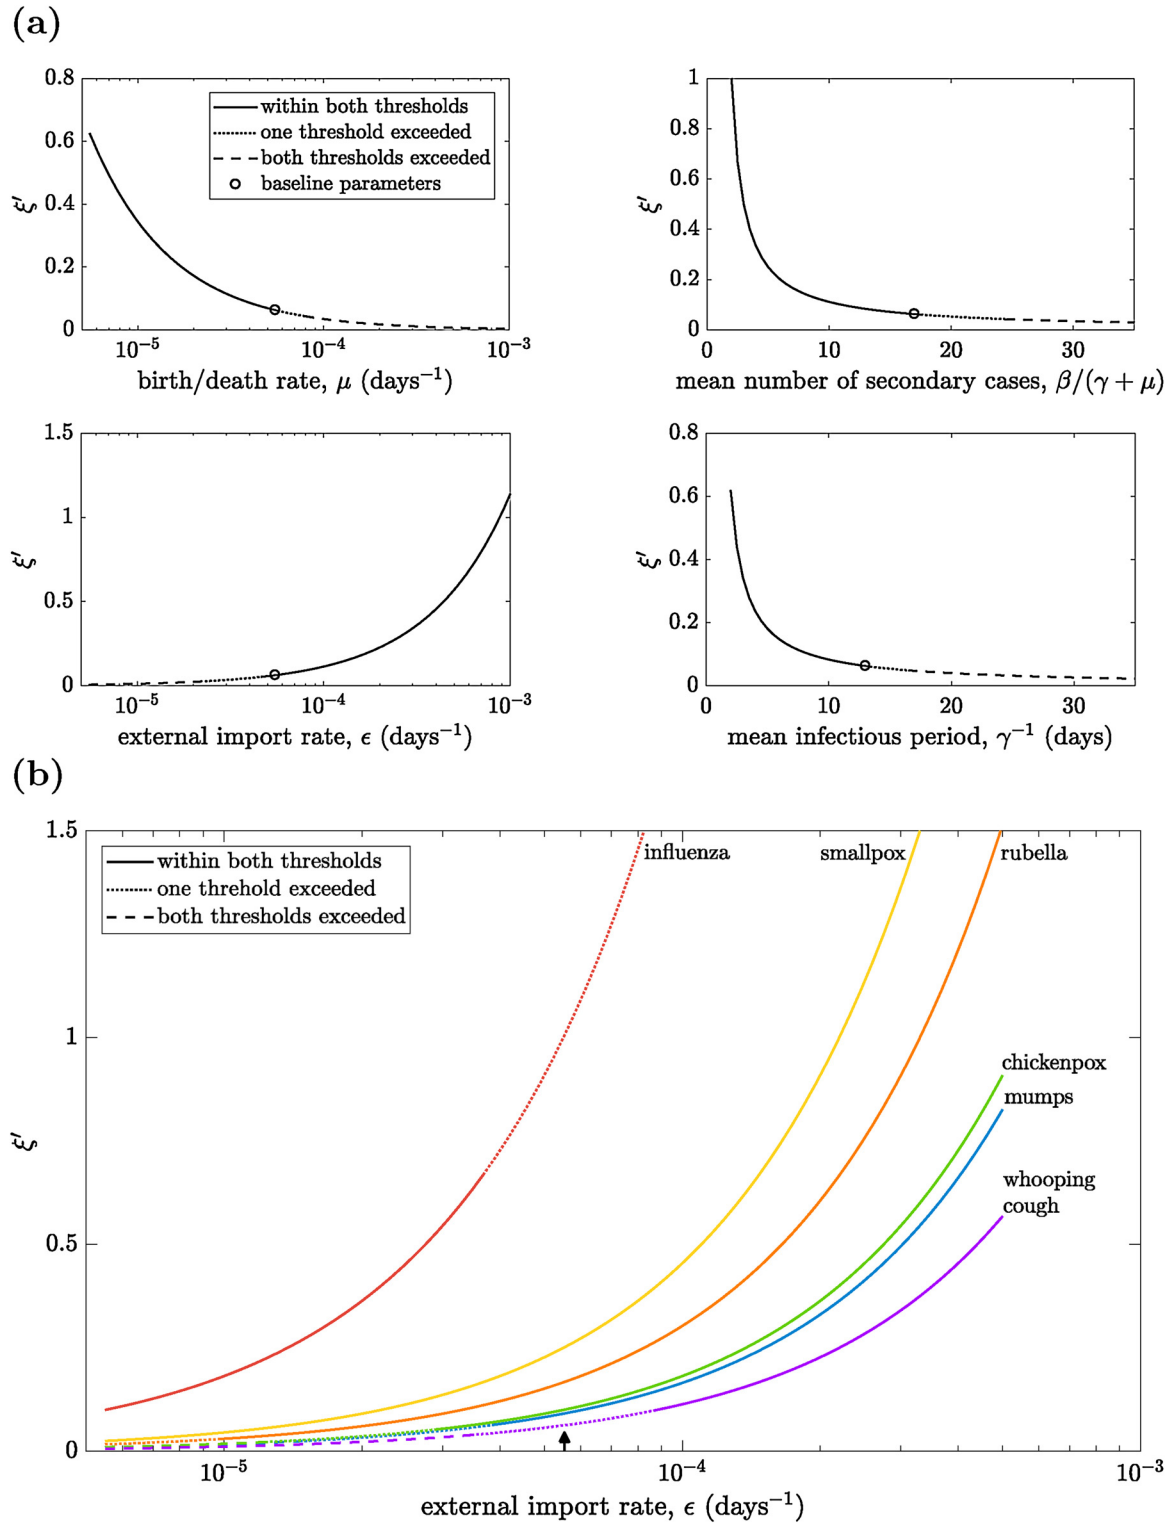 (a)
0.8
0.6
0.4
0.2
0
ξ′
within both thresholds
one threshold exceeded
both thresholds exceeded
baseline parameters
10⁻⁵
10⁻⁴
10⁻³
birth/death rate, μ (days⁻¹)
1
0.8
0.6
0.4
0.2
0
ξ′
0
10
20
30
mean number of secondary cases, β/(γ + μ)
1.5
1
0.5
0
ξ′
10⁻⁵
10⁻⁴
10⁻³
external import rate, ϵ (days⁻¹)
0.8
0.6
0.4
0.2
0
ξ′
0
10
20
30
mean infectious period, γ⁻¹ (days)
(b)
1.5
1
0.5
0
ξ′
within both thresholds
one threhold exceeded
both thresholds exceeded
influenza
smallpox
rubella
chickenpox
mumps
whooping
cough
10⁻⁵
10⁻⁴
10⁻³
external import rate, ϵ (days⁻¹)